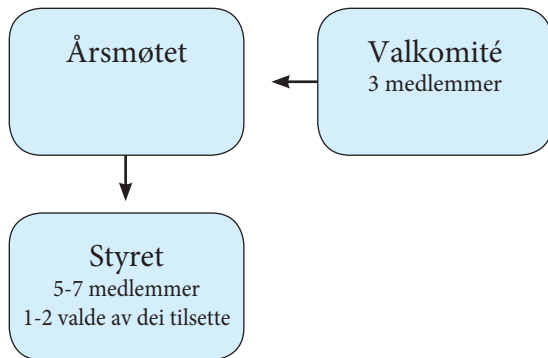 Årsmøtet
Valkomité
3 medlemmer
Styret
5-7 medlemmer
1-2 valde av dei tilsette